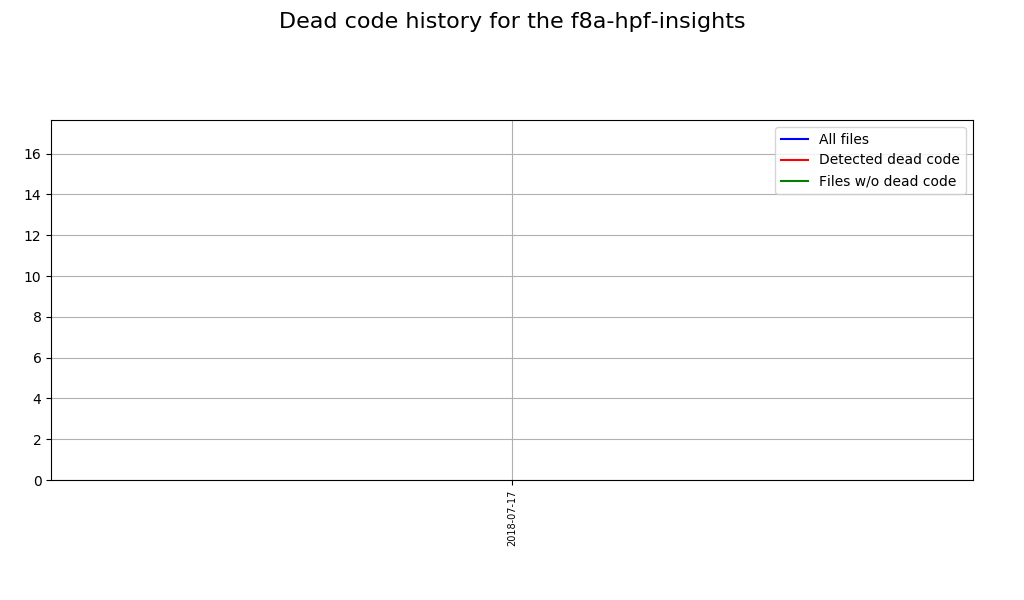 Dead code history for the f8a-hpf-insights
All files
Detected dead code
Files w/o dead code
16
14
12
10
8
6
4
2
0
2018-07-17